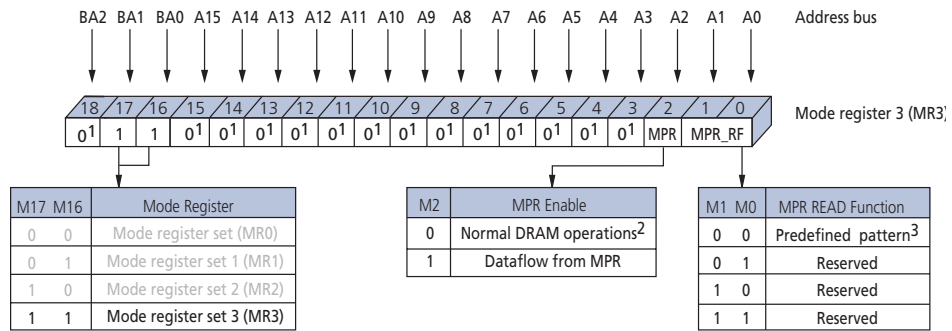 BA2 BA1 BA0 A15 A14 A13 A12 A11 A10 A9 A8 A7 A6 A5 A4 A3 A2 A1 A0 Address bus
18 17 16 15 14 13 12 11 10 9 8 7 6 5 4 3 2 1 0 Mode register 3 (MR3)
0¹ 1 1 0¹ 0¹ 0¹ 0¹ 0¹ 0¹ 0¹ 0¹ 0¹ 0¹ 0¹ 0¹ 0¹ MPR MPR_RF
M17 M16 Mode Register
0 0 Mode register set (MR0)
0 1 Mode register set 1 (MR1)
1 0 Mode register set 2 (MR2)
1 1 Mode register set 3 (MR3)
M2 MPR Enable
0 Normal DRAM operations²
1 Dataflow from MPR
M1 M0 MPR READ Function
0 0 Predefined pattern³
0 1 Reserved
1 0 Reserved
1 1 Reserved